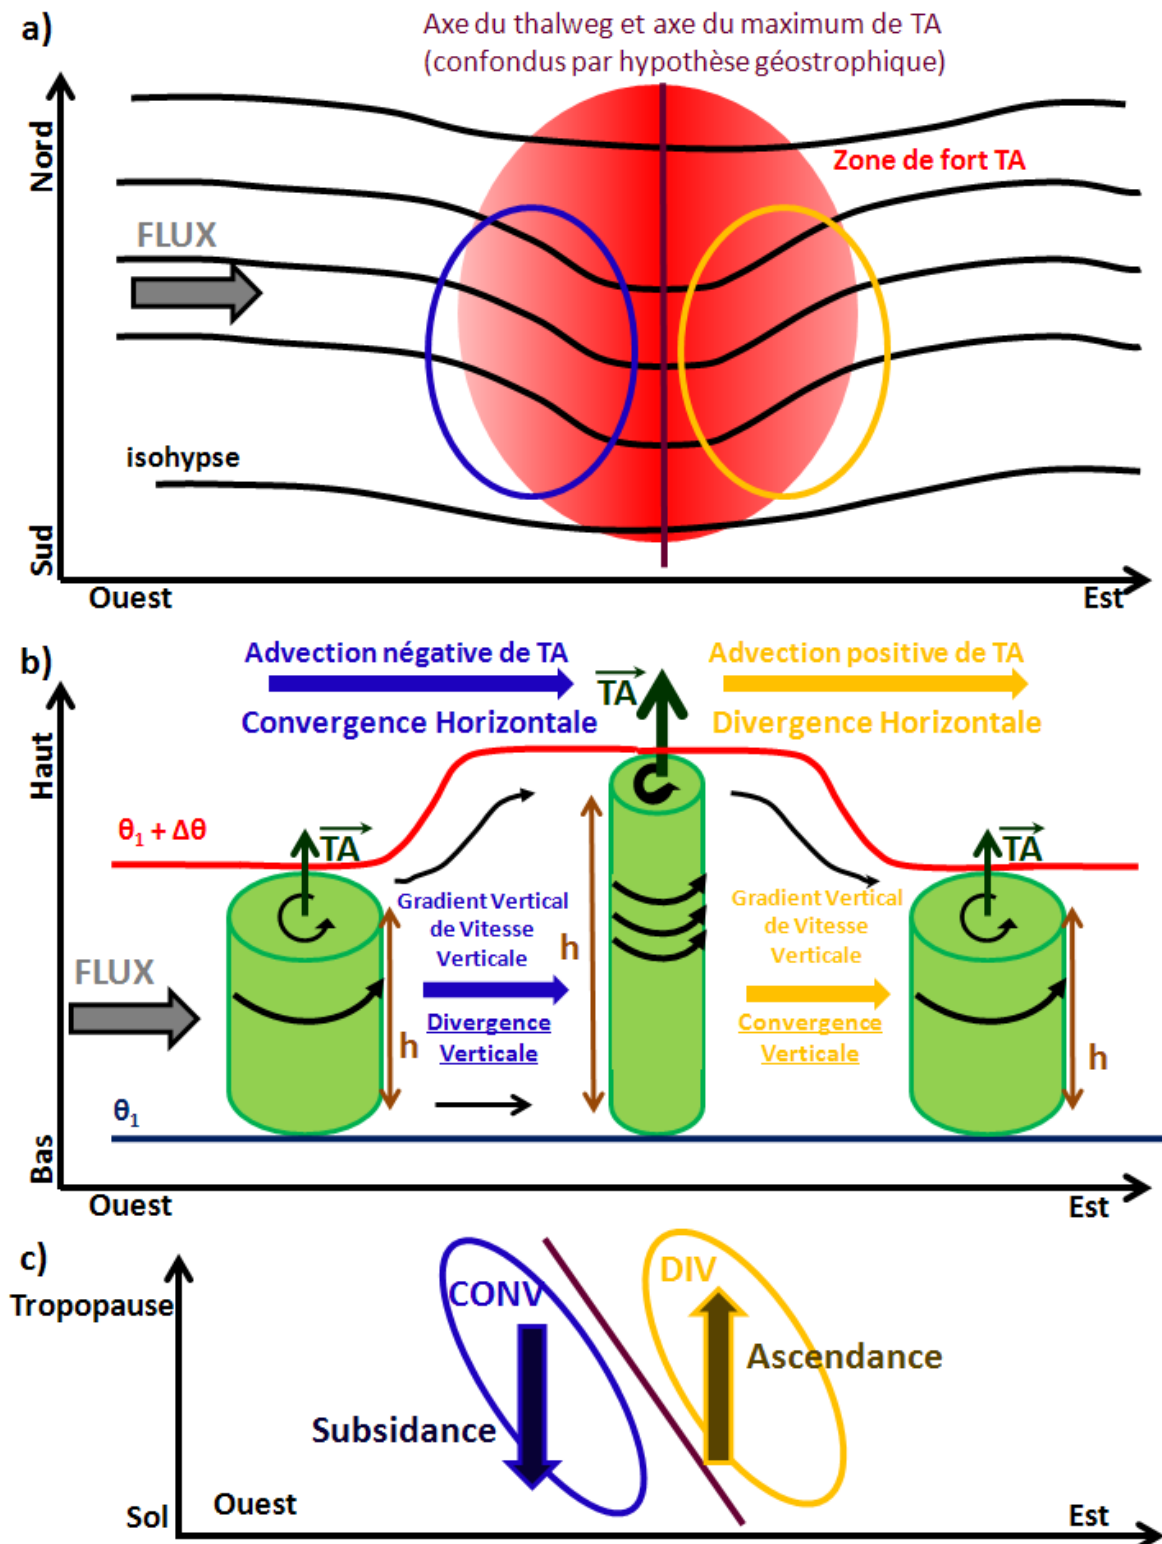 a)
Axe du thalweg et axe du maximum de TA
(confondus par hypothèse géostrophique)
Nord
Zone de fort TA
FLUX
isohypse
Sud
Ouest
Est
b)
Advection négative de TA
Advection positive de TA
TA
Convergence Horizontale
Divergence Horizontale
Haut
θ₁ + Δθ
TA
TA
Gradient Vertical
de Vitesse
Verticale
Gradient Vertical
de Vitesse
Verticale
h
FLUX
Divergence
Verticale
Convergence
Verticale
h
h
θ₁
Bas
Ouest
Est
c)
Tropopause
CONV
DIV
Ascendance
Subsidance
Ouest
Sol
Est